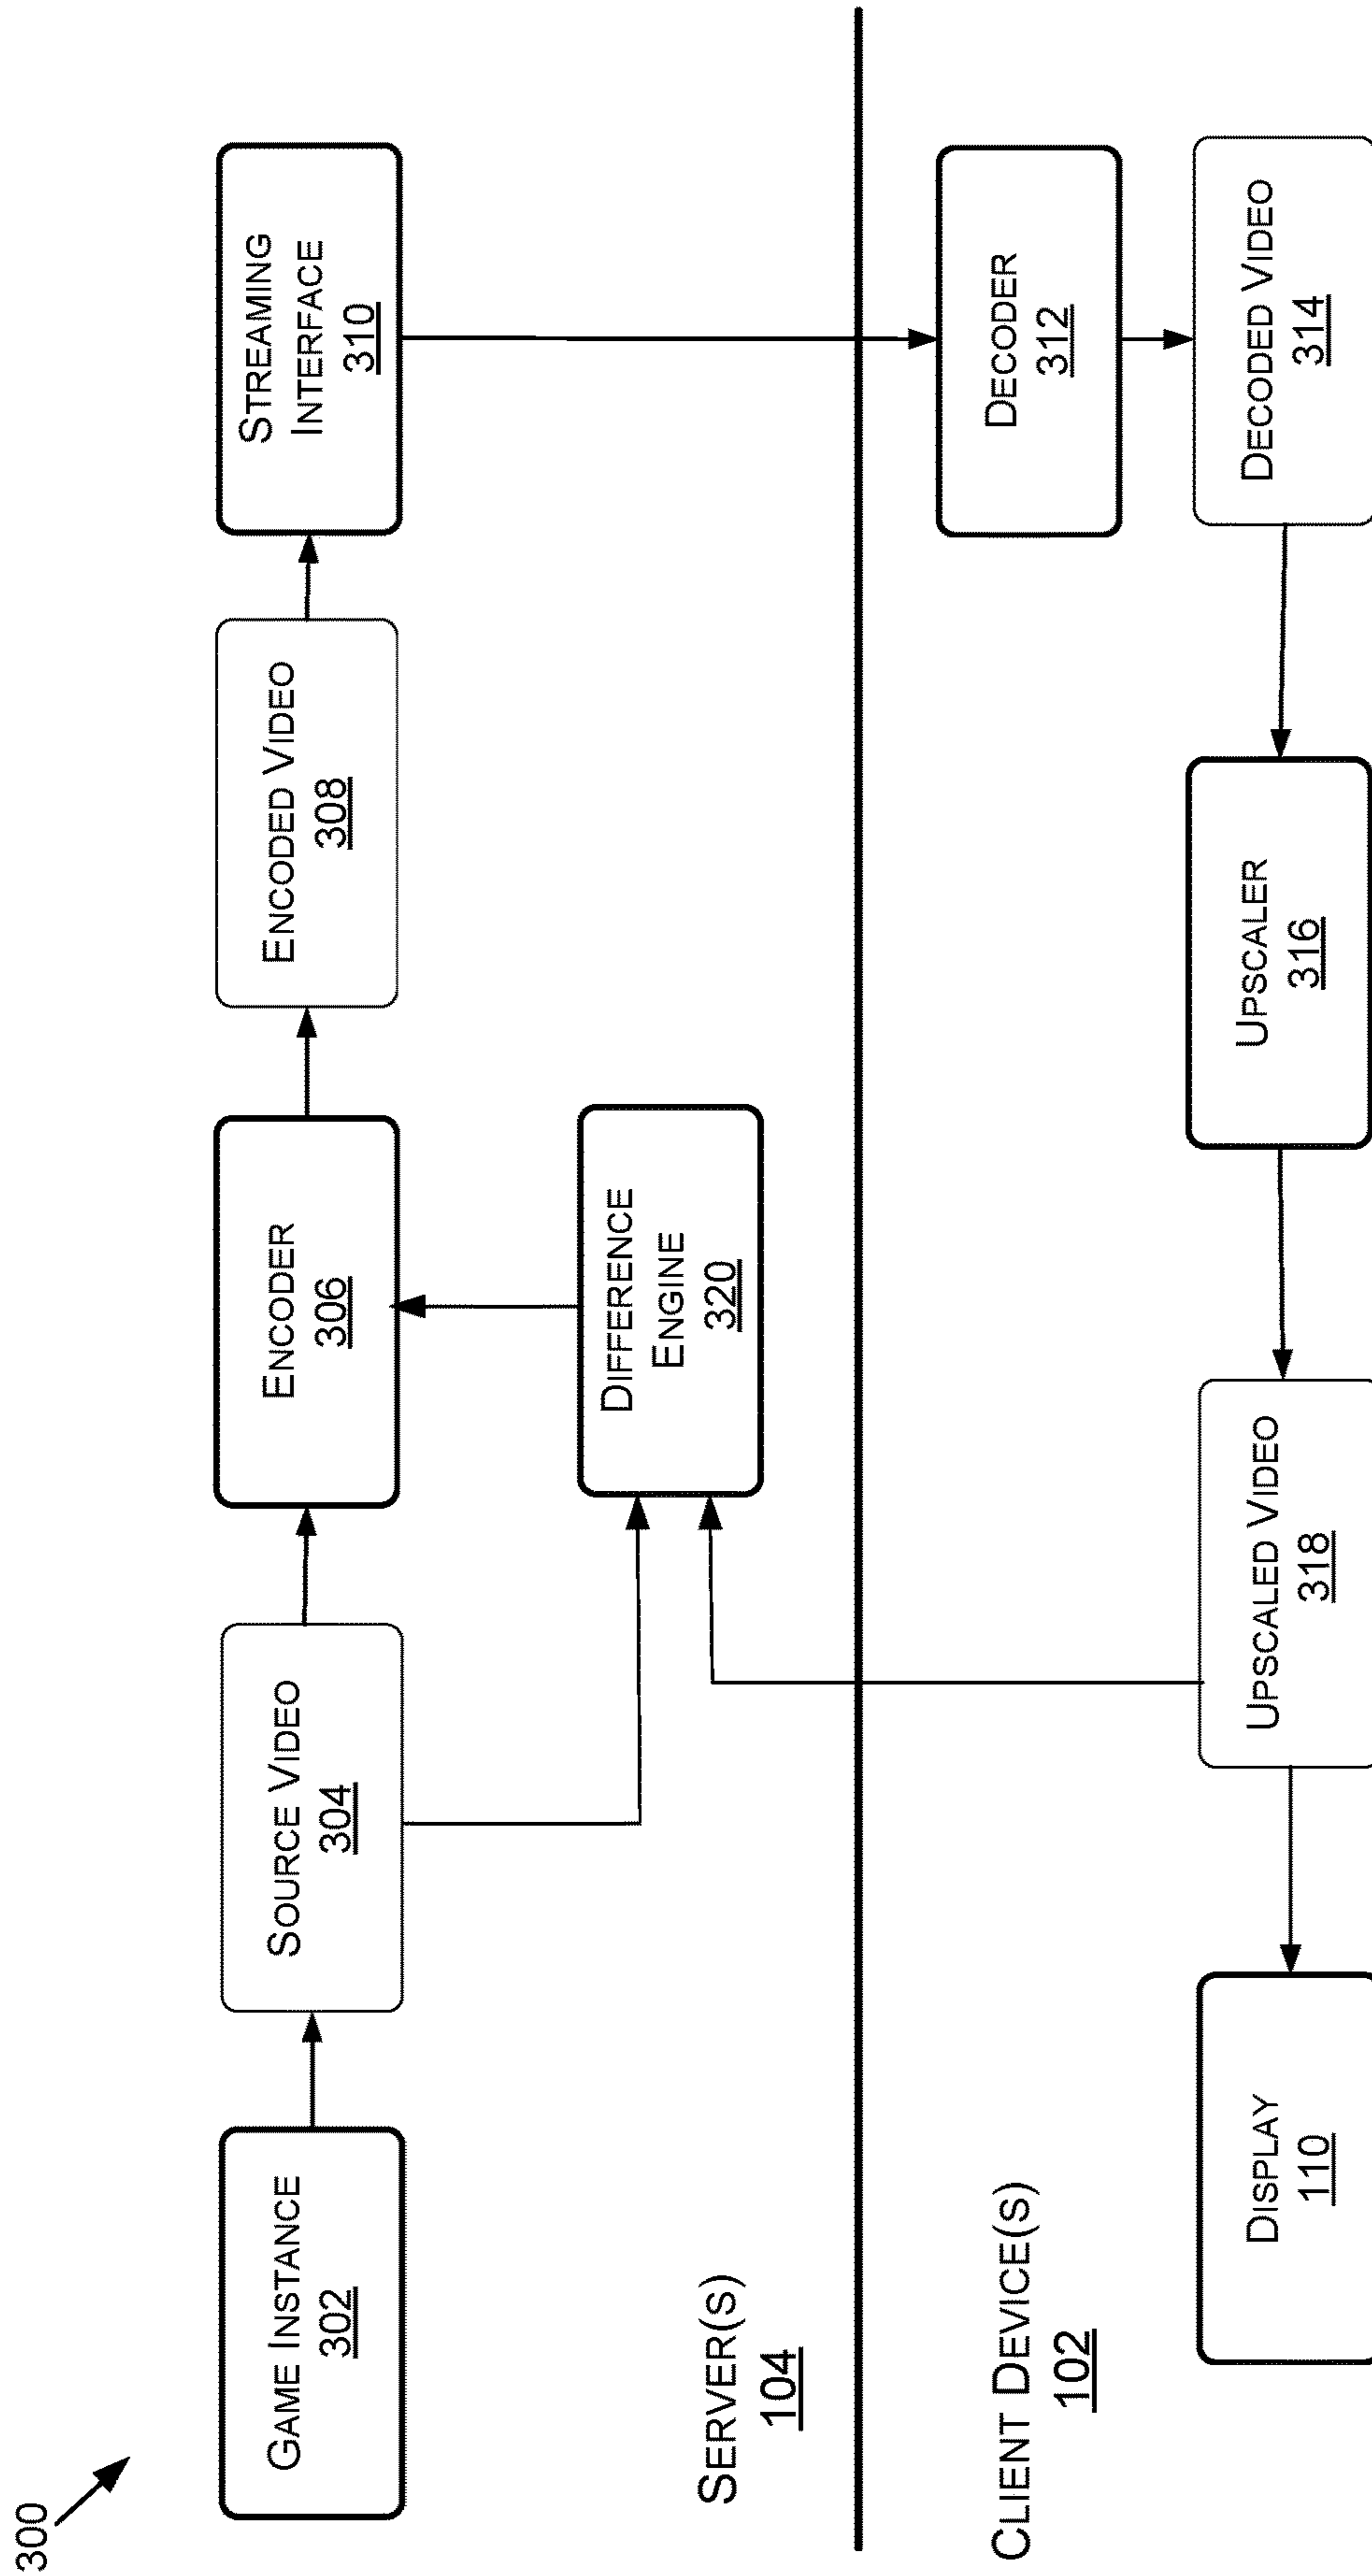 300
GAME INSTANCE
302
SOURCE VIDEO
304
ENCODER
306
ENCODED VIDEO
308
STREAMING
INTERFACE
310
DIFFERENCE
ENGINE
320
SERVER(S)
104
CLIENT DEVICE(S)
102
DECODER
312
DISPLAY
110
UPSCALED VIDEO
318
UPSCALER
316
DECODED VIDEO
314